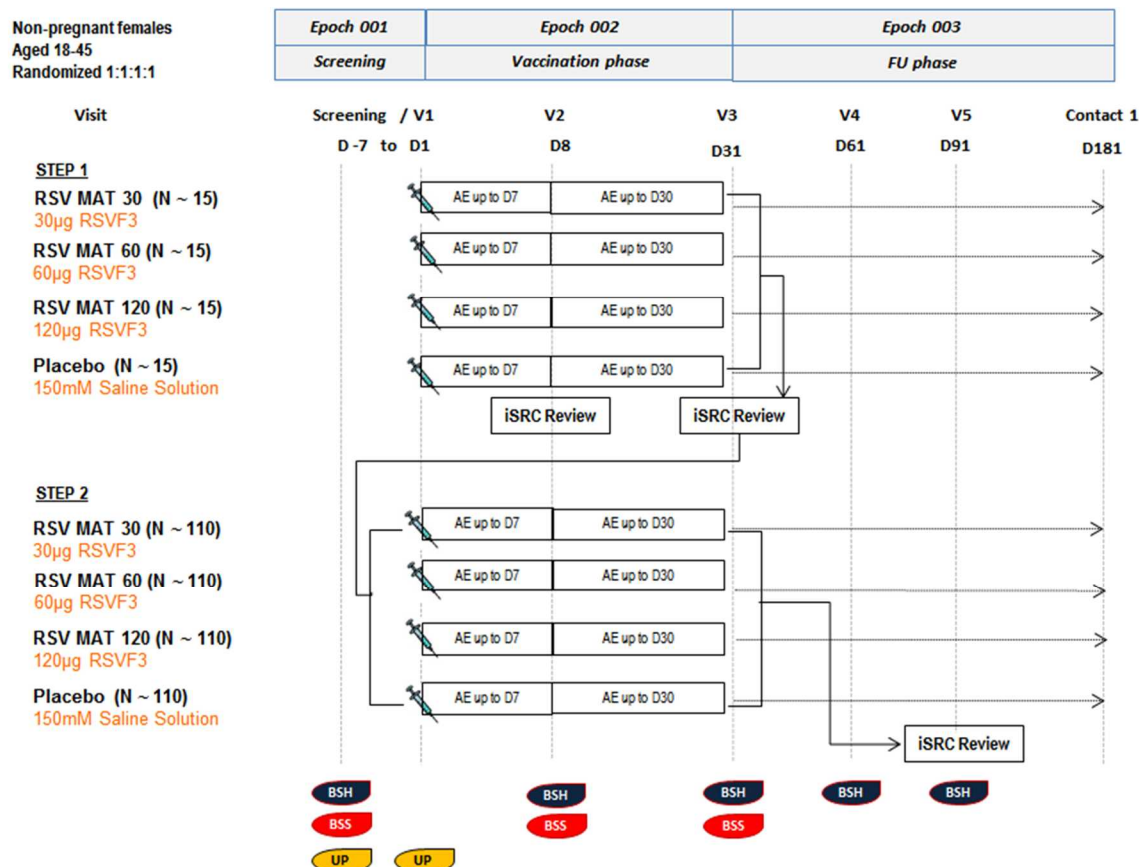 Non-pregnant females
Aged 18-45
Randomized 1:1:1:1
Epoch 001 Epoch 002 Epoch 003
Screening Vaccination phase FU phase
Visit Screening / V1 V2 V3 V4 V5 Contact 1
D -7 to D1 D8 D31 D61 D91 D181
STEP 1
RSV MAT 30 (N ~ 15) AE up to D7 AE up to D30
30µg RSVF3
RSV MAT 60 (N ~ 15) AE up to D7 AE up to D30
60µg RSVF3
RSV MAT 120 (N ~ 15) AE up to D7 AE up to D30
120µg RSVF3
Placebo (N ~ 15) AE up to D7 AE up to D30
150mM Saline Solution
iSRC Review iSRC Review
STEP 2
RSV MAT 30 (N ~ 110) AE up to D7 AE up to D30
30µg RSVF3
RSV MAT 60 (N ~ 110) AE up to D7 AE up to D30
60µg RSVF3
RSV MAT 120 (N ~ 110) AE up to D7 AE up to D30
120µg RSVF3
Placebo (N ~ 110) AE up to D7 AE up to D30
150mM Saline Solution
iSRC Review
BSH BSH BSH BSH BSH
BSS BSS BSS
UP UP